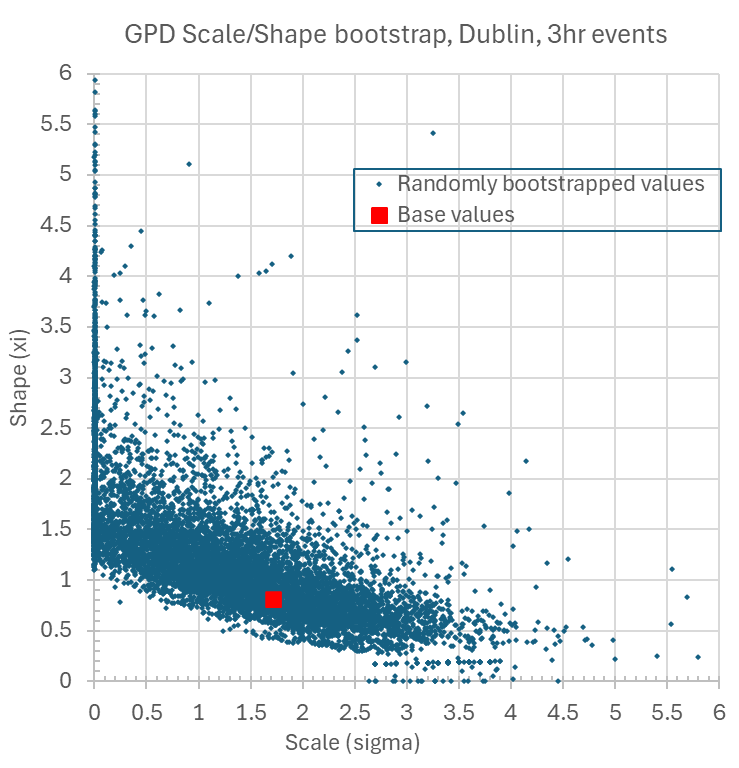 GPD Scale/Shape bootstrap, Dublin, 3hr events
6
5.5
5
Randomly bootstrapped values
4.5
Base values
4
3.5
3
Shape (xi)
2.5
2
1.5
1
0.5
0
0 0.5 1 1.5 2 2.5 3 3.5 4 4.5 5 5.5 6
Scale (sigma)